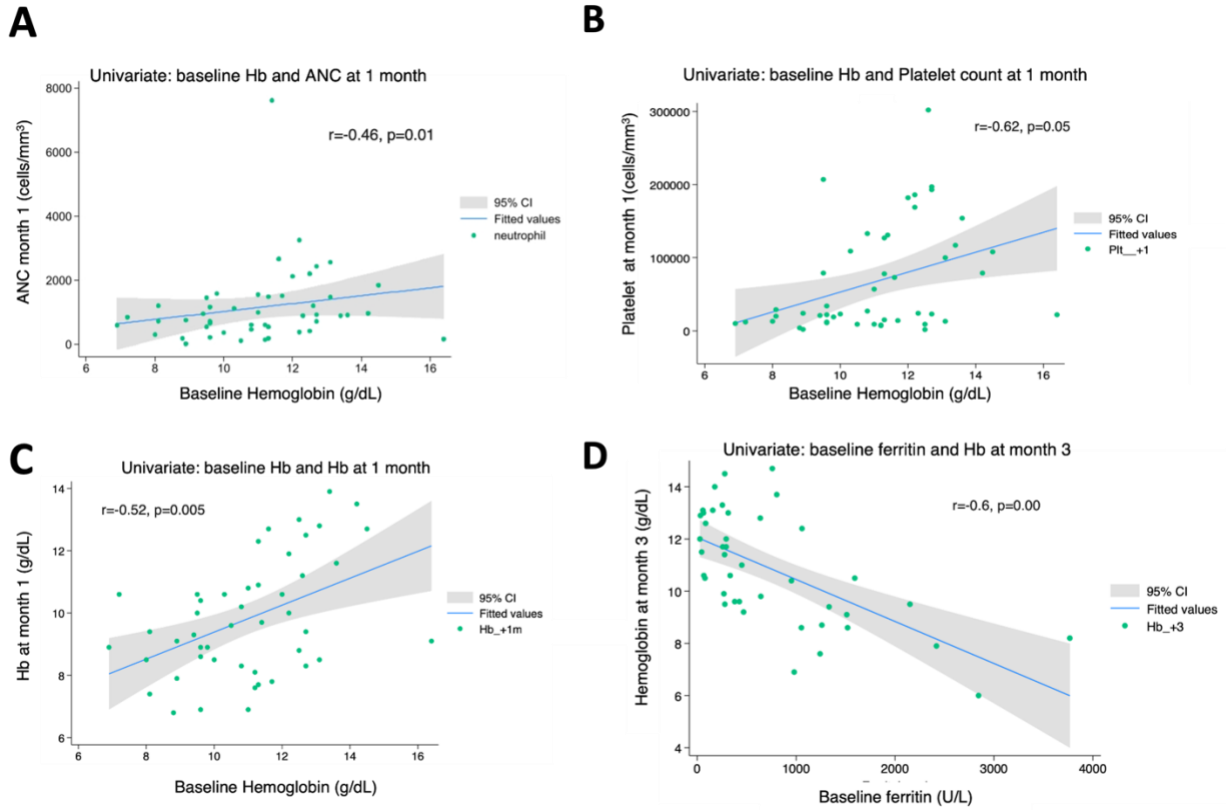 A
Univariate: baseline Hb and ANC at 1 month
r=-0.46, p=0.01
ANC month 1 (cells/mm³)
8000
6000
4000
2000
0
6 8 10 12 14 16
Baseline Hemoglobin (g/dL)
95% CI
Fitted values
neutrophil
B
Univariate: baseline Hb and Platelet count at 1 month
r=-0.62, p=0.05
Platelet at month 1(cells/mm³)
300000
200000
100000
0
6 8 10 12 14 16
Baseline Hemoglobin (g/dL)
95% CI
Fitted values
Plt__+1
C
Univariate: baseline Hb and Hb at 1 month
r=-0.52, p=0.005
Hb at month 1 (g/dL)
14
12
10
8
6
6 8 10 12 14 16
Baseline Hemoglobin (g/dL)
95% CI
Fitted values
Hb_+1m
D
Univariate: baseline ferritin and Hb at month 3
r=-0.6, p=0.00
Hemoglobin at month 3 (g/dL)
14
12
10
8
6
4
0 1000 2000 3000 4000
Baseline ferritin (U/L)
95% CI
Fitted values
Hb_+3